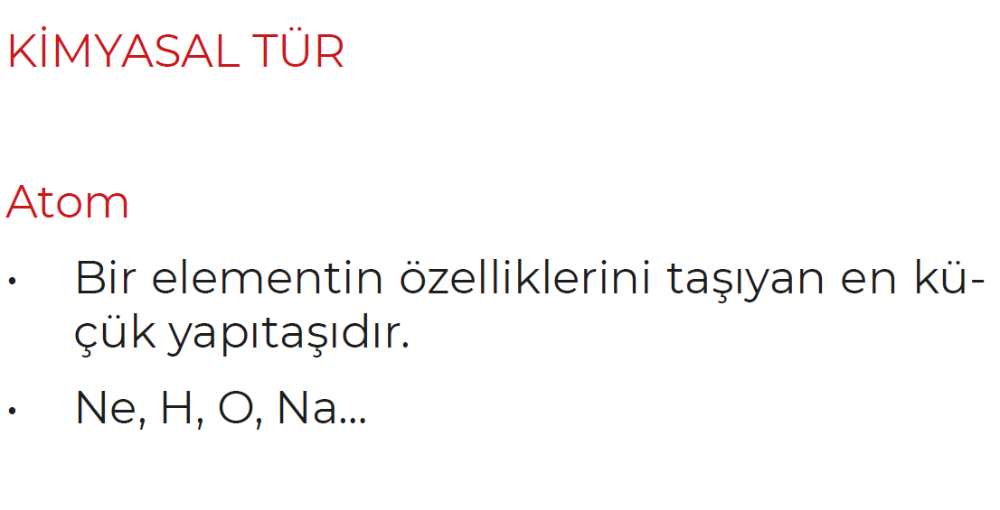 KİMYASAL TÜR
Atom
• Bir elementin özelliklerini taşıyan en kü-
çük yapıtaşıdır.
• Ne, H, O, Na...